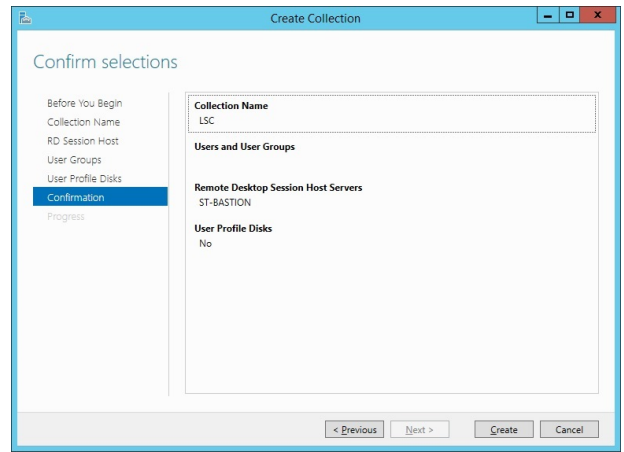 Create Collection
Confirm selections
Before You Begin
Collection Name
RD Session Host
User Groups
User Profile Disks
Confirmation
Progress
Collection Name
LSC
Users and User Groups
Remote Desktop Session Host Servers
ST-BASTION
User Profile Disks
No
< Previous
Next >
Create
Cancel